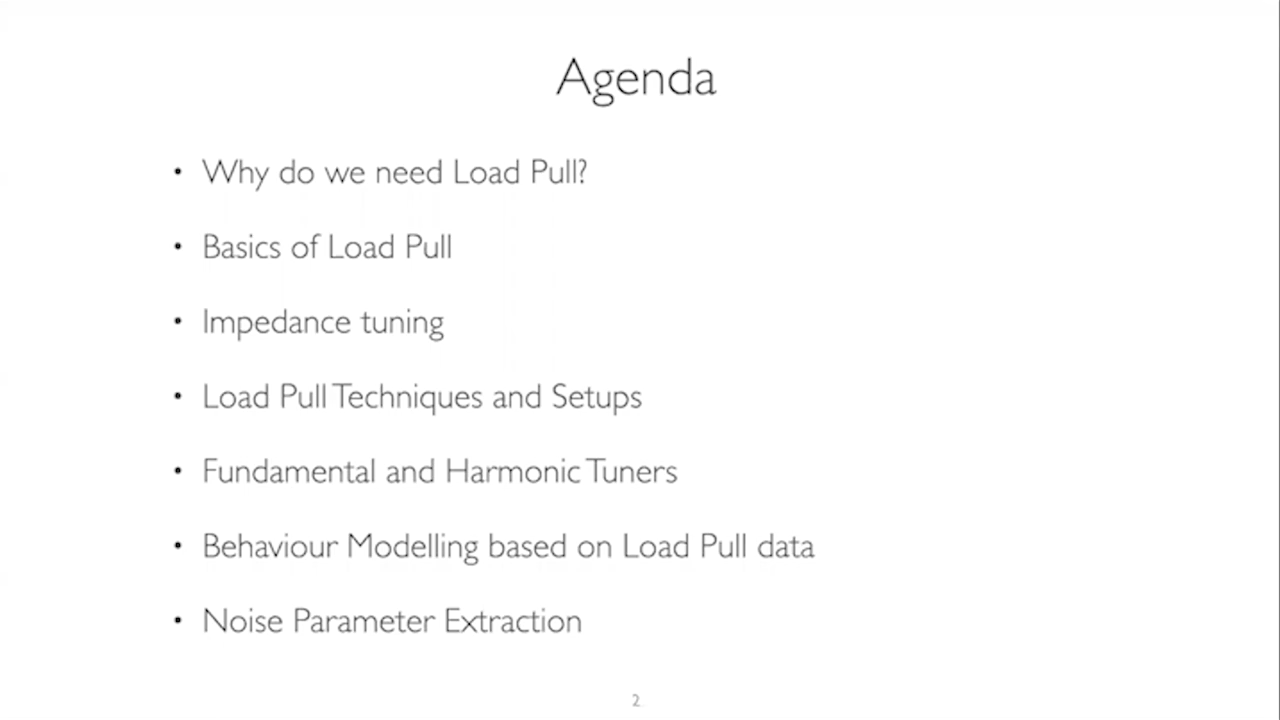 Agenda
• Why do we need Load Pull?
• Basics of Load Pull
• Impedance tuning
• Load Pull Techniques and Setups
• Fundamental and Harmonic Tuners
• Behaviour Modelling based on Load Pull data
• Noise Parameter Extraction
2